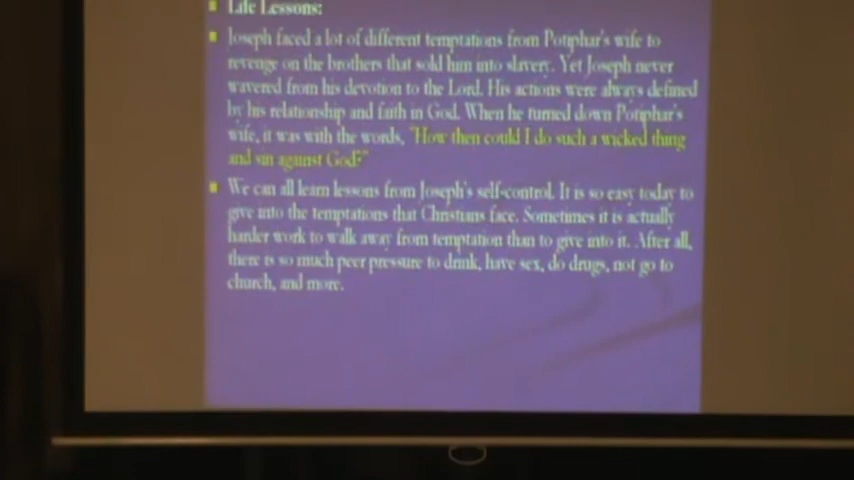 Life Lessons:
Joseph faced a lot of different temptations from Potiphar's wife to
revenge on the brothers that sold him into slavery. Yet Joseph never
wavered from his devotion to the Lord. His actions were always defined
by his relationship and faith in God. When he turned down Potiphar's
wife, it was with the words, "How then could I do such a wicked thing
and sin against God?"
We can all learn lessons from Joseph's self-control. It is so easy today to
give into the temptations that Christians face. Sometimes it is actually
harder work to walk away from temptation than to give into it. After all,
there is so much peer pressure to drink, have sex, do drugs, not go to
church, and more.